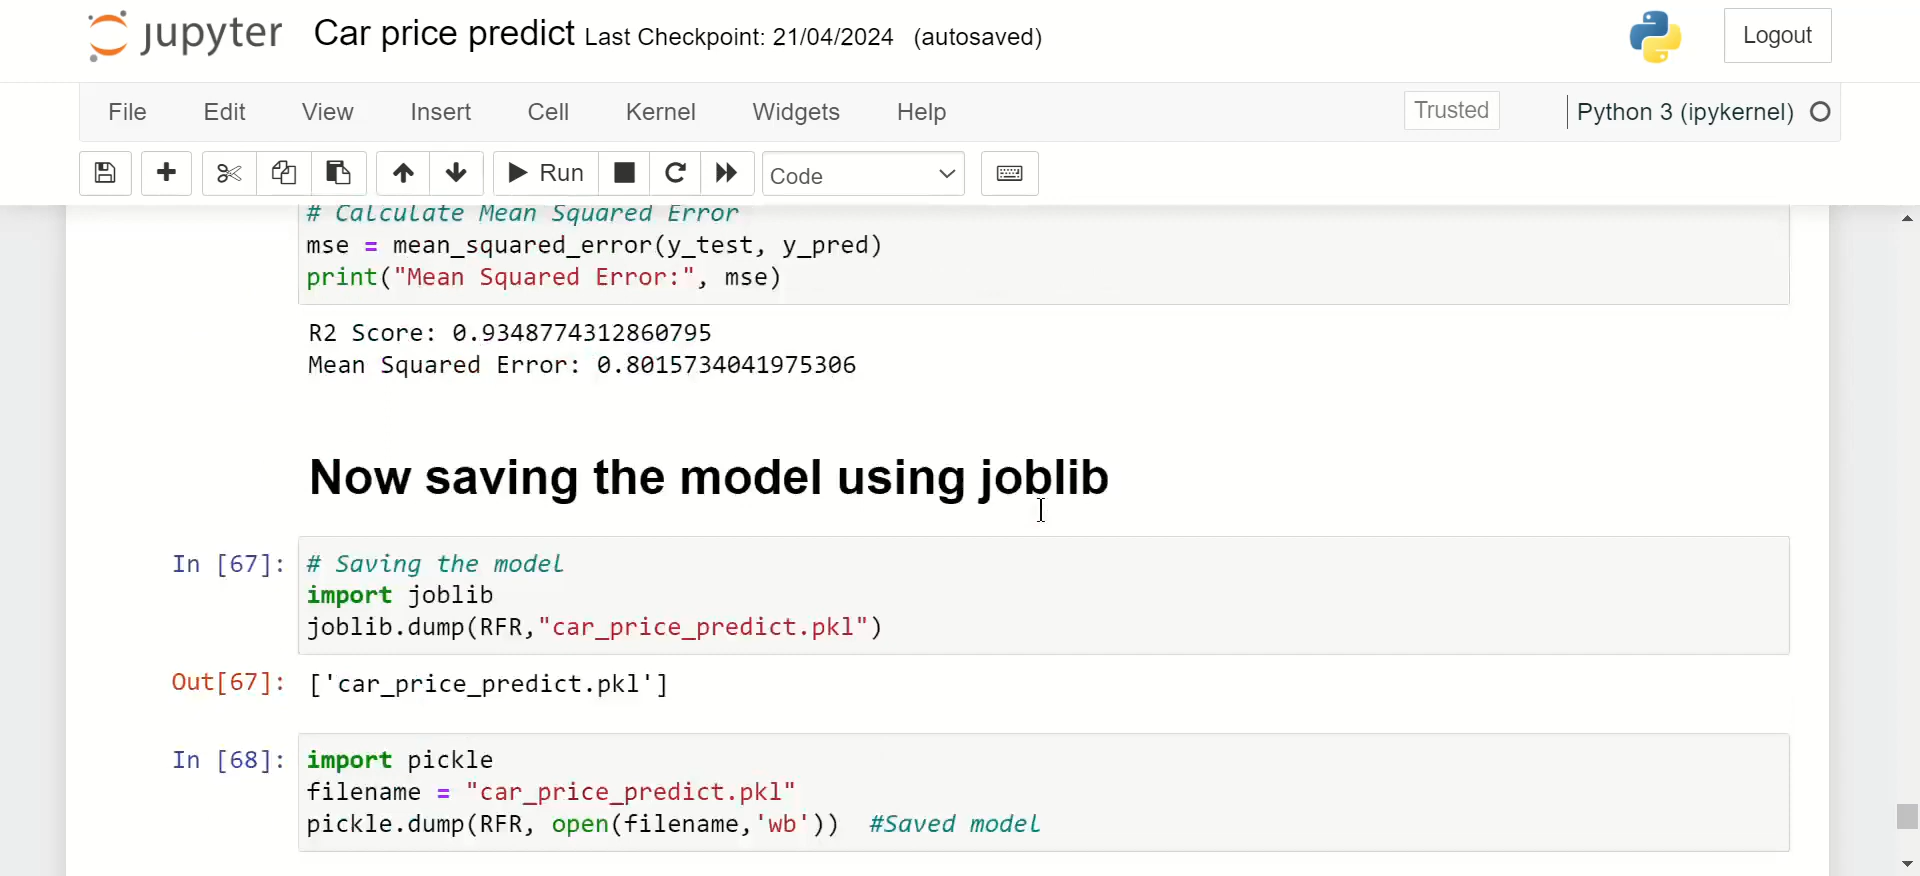 jupyter Car price predict Last Checkpoint: 21/04/2024 (autosaved)
Logout
File Edit View Insert Cell Kernel Widgets Help
Trusted
Python 3 (ipykernel)
Run
Code
# Calculate Mean Squared Error
mse = mean_squared_error(y_test, y_pred)
print("Mean Squared Error:", mse)
R2 Score: 0.9348774312860795
Mean Squared Error: 0.8015734041975306
Now saving the model using joblib
In [67]: # Saving the model
import joblib
joblib.dump(RFR,"car_price_predict.pkl")
Out[67]: ['car_price_predict.pkl']
In [68]: import pickle
filename = "car_price_predict.pkl"
pickle.dump(RFR, open(filename,'wb')) #Saved model